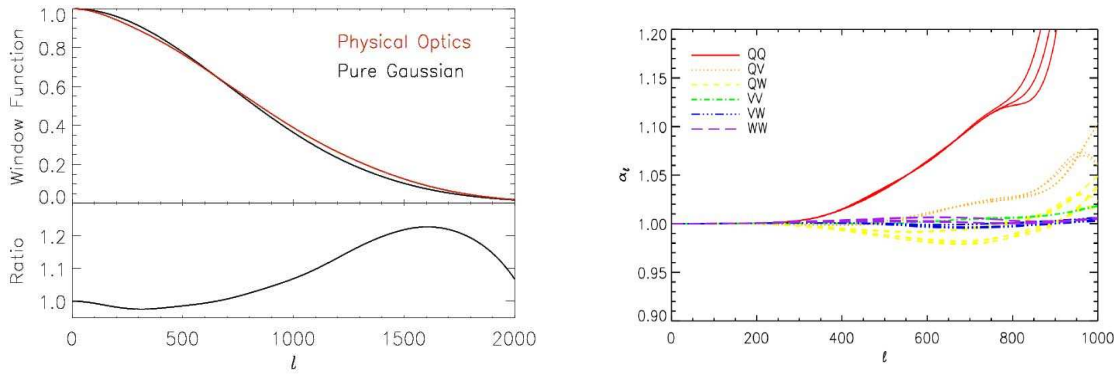 Window Function
1.0
0.8
0.6
0.4
0.2
0.0
Physical Optics
Pure Gaussian
Ratio
1.2
1.1
1.0
0
500
1000
1500
2000
l
αℓ
1.20
1.15
1.10
1.05
1.00
0.95
0.90
QQ
QV
QW
VV
VW
WW
0
200
400
600
800
1000
ℓ